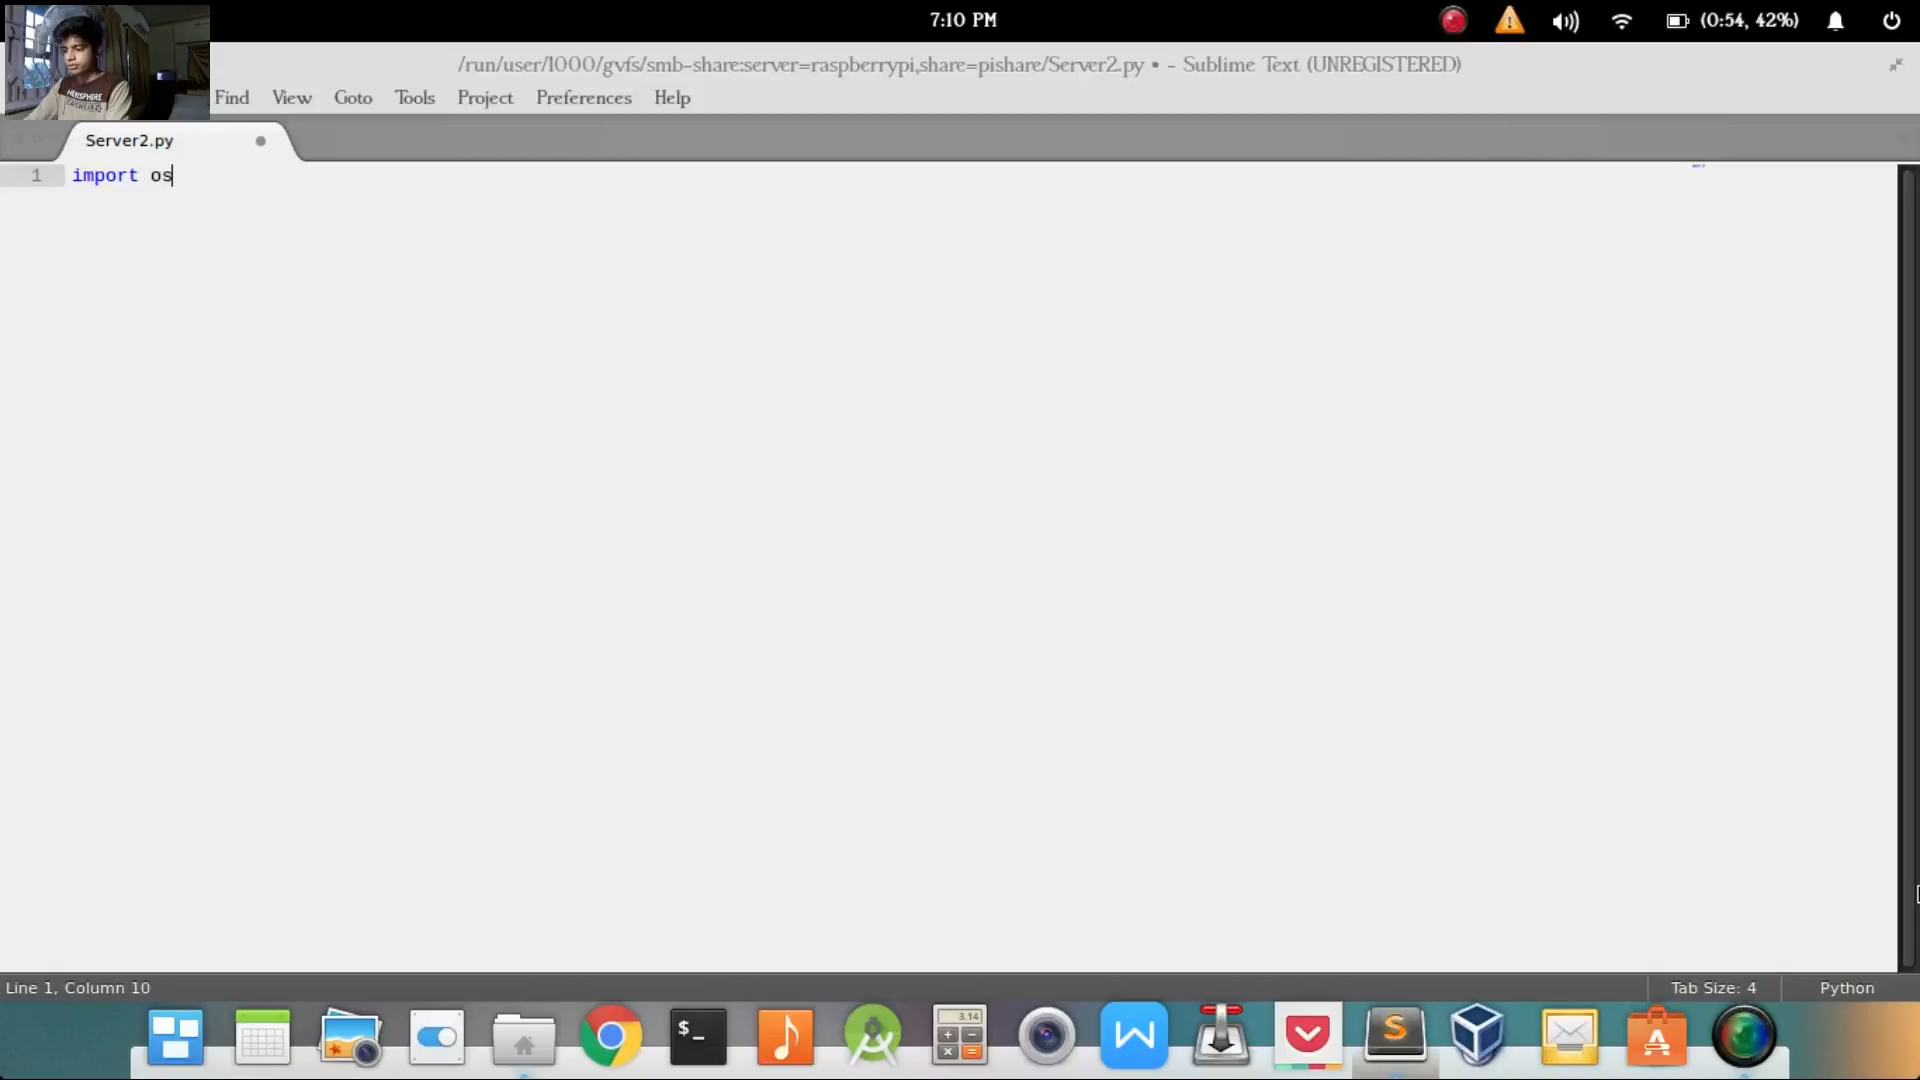 7:10 PM
(0:54, 42%)
/run/user/1000/gvfs/smb-share:server=raspberrypi,share=pishare/Server2.py • - Sublime Text (UNREGISTERED)
Find View Goto Tools Project Preferences Help
Server2.py
1 import os
Line 1, Column 10
Tab Size: 4
Python
$_
3.14